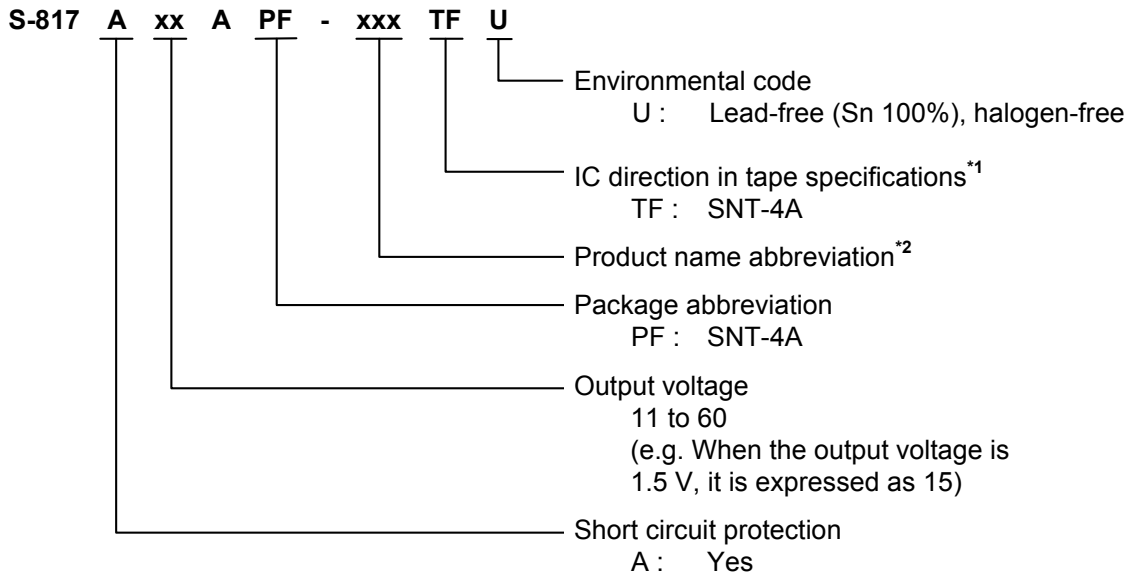 S-817 A xx A PF - xxx TF U
Environmental code
U : Lead-free (Sn 100%), halogen-free
IC direction in tape specifications*1
TF : SNT-4A
Product name abbreviation*2
Package abbreviation
PF : SNT-4A
Output voltage
11 to 60
(e.g. When the output voltage is
1.5 V, it is expressed as 15)
Short circuit protection
A : Yes